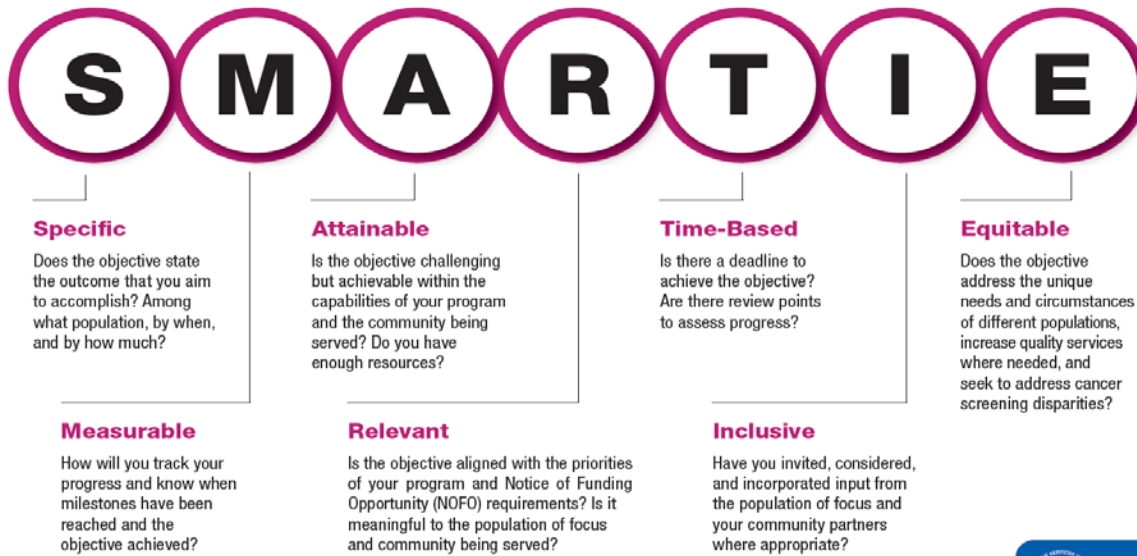 S M A R T I E
Specific
Does the objective state
the outcome that you aim
to accomplish? Among
what population, by when,
and by how much?
Attainable
Is the objective challenging
but achievable within the
capabilities of your program
and the community being
served? Do you have
enough resources?
Time-Based
Is there a deadline to
achieve the objective?
Are there review points
to assess progress?
Equitable
Does the objective
address the unique
needs and circumstances
of different populations,
increase quality services
where needed, and
seek to address cancer
screening disparities?
Measurable
How will you track your
progress and know when
milestones have been
reached and the
objective achieved?
Relevant
Is the objective aligned with the priorities
of your program and Notice of Funding
Opportunity (NOFO) requirements? Is it
meaningful to the population of focus
and community being served?
Inclusive
Have you invited, considered,
and incorporated input from
the population of focus and
your community partners
where appropriate?